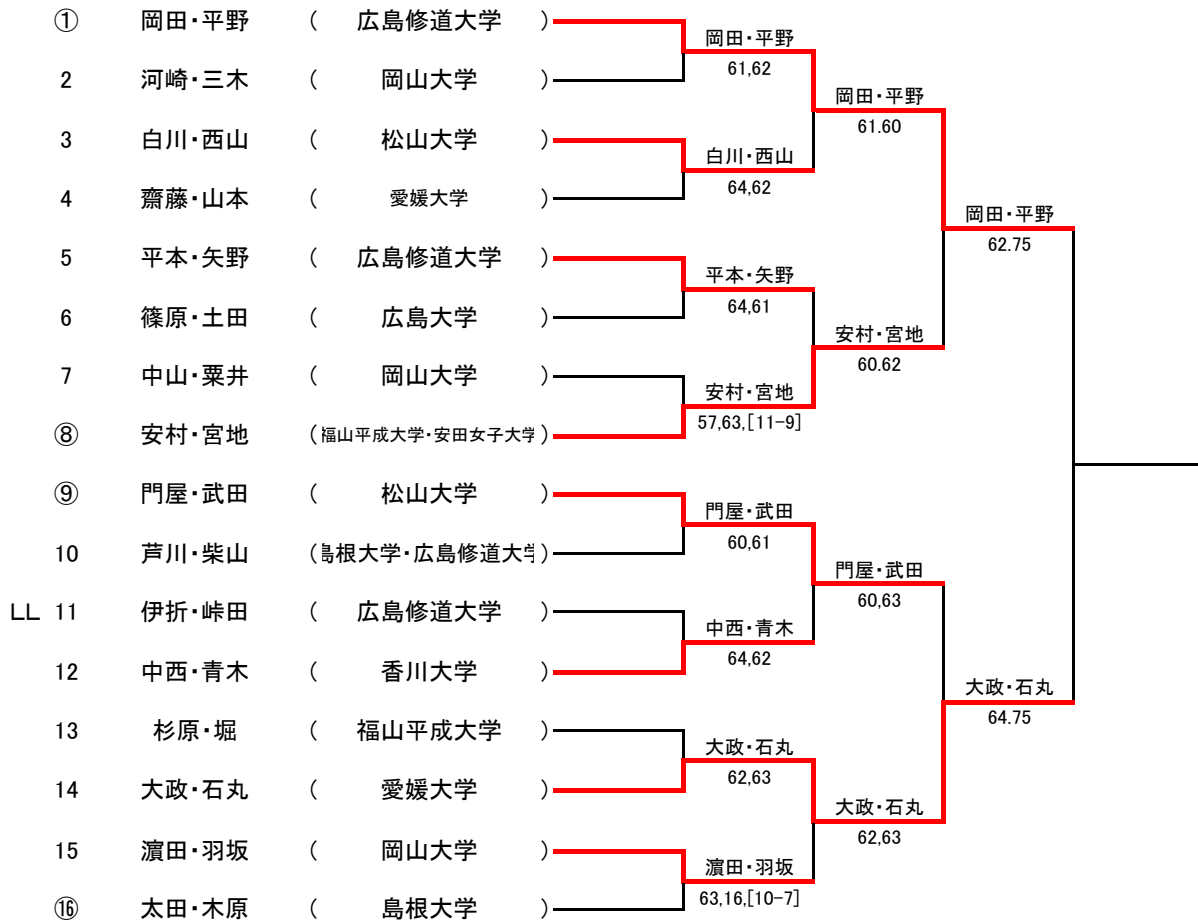 ① 岡田・平野 ( 広島修道大学 )
岡田・平野
2 河崎・三木 ( 岡山大学 )
61,62
岡田・平野
3 白川・西山 ( 松山大学 )
61.60
白川・西山
4 齋藤・山本 ( 愛媛大学 )
64,62
岡田・平野
5 平本・矢野 ( 広島修道大学 )
62.75
平本・矢野
6 篠原・土田 ( 広島大学 )
64,61
安村・宮地
7 中山・粟井 ( 岡山大学 )
60.62
安村・宮地
⑧ 安村・宮地 (福山平成大学・安田女子大学)
57,63,[11-9]
⑨ 門屋・武田 ( 松山大学 )
門屋・武田
10 芦川・柴山 (島根大学・広島修道大学)
60,61
門屋・武田
LL 11 伊折・峠田 ( 広島修道大学 )
60,63
中西・青木
12 中西・青木 ( 香川大学 )
64,62
大政・石丸
13 杉原・堀 ( 福山平成大学 )
64.75
大政・石丸
14 大政・石丸 ( 愛媛大学 )
62,63
大政・石丸
15 濵田・羽坂 ( 岡山大学 )
62,63
濵田・羽坂
⑯ 太田・木原 ( 島根大学 )
63,16,[10-7]